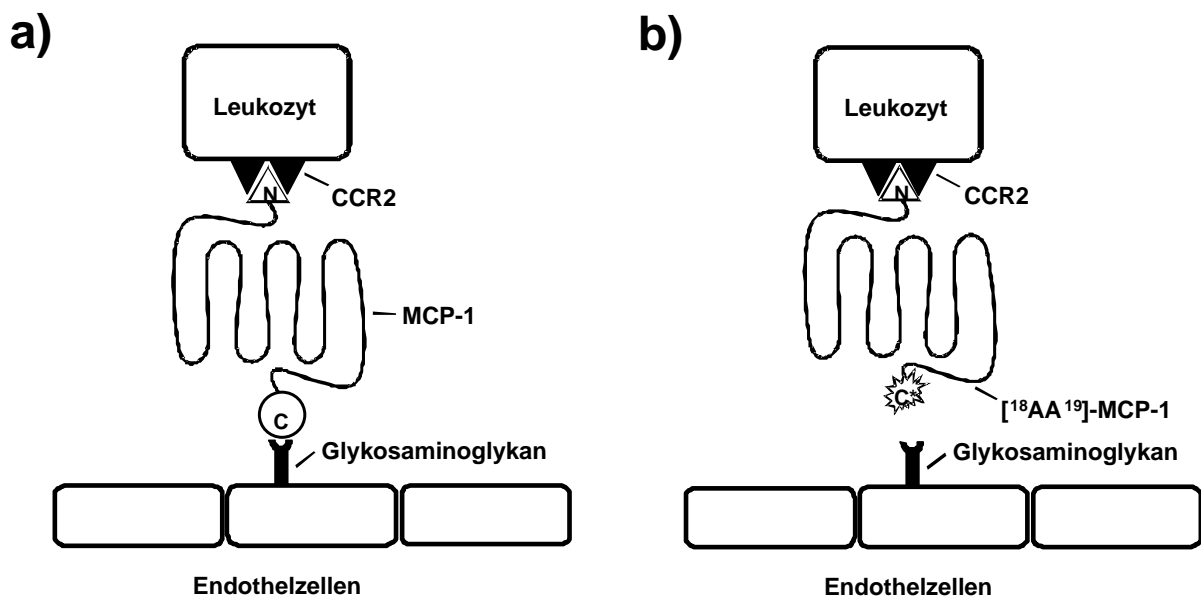 a)
Leukozyt
N
CCR2
MCP-1
C
Glykosaminoglykan
Endothelzellen
b)
Leukozyt
N
CCR2
C*
[¹⁸AA¹⁹]-MCP-1
Glykosaminoglykan
Endothelzellen